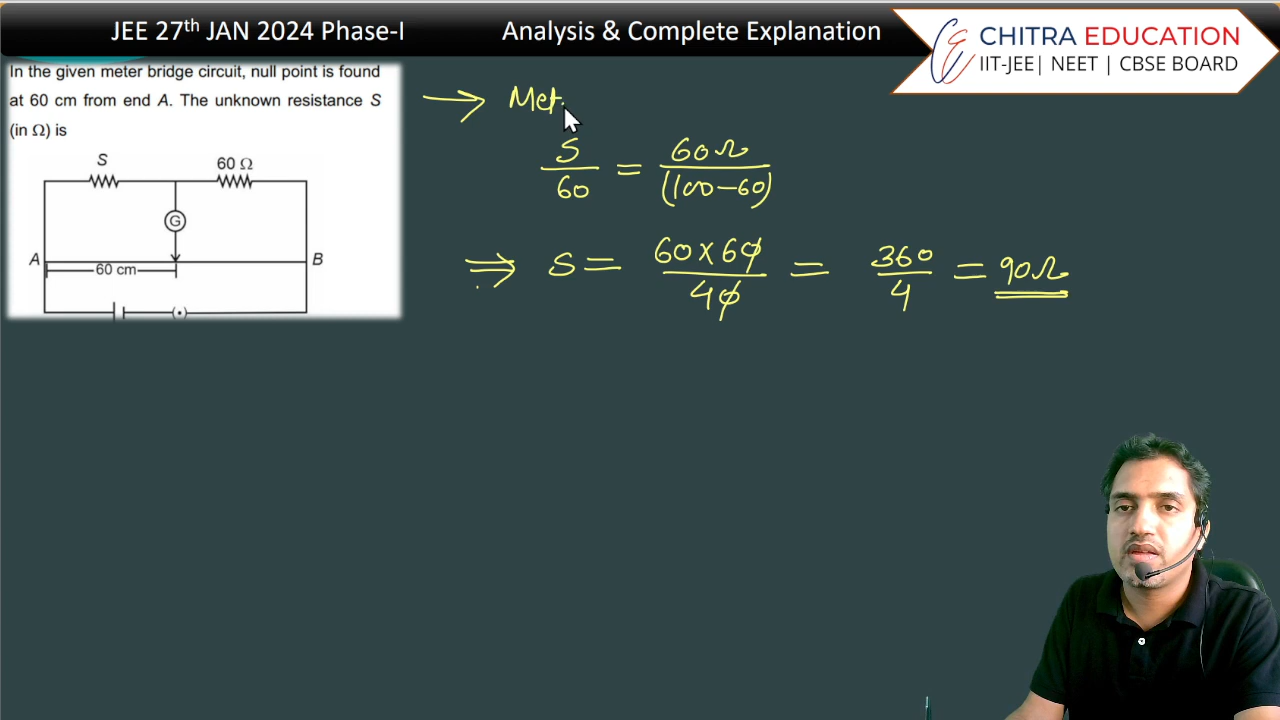 JEE 27th JAN 2024 Phase-I
Analysis & Complete Explanation
CHITRA EDUCATION
IIT-JEE| NEET | CBSE BOARD
In the given meter bridge circuit, null point is found
at 60 cm from end A. The unknown resistance S
(in Ω) is
S
60 Ω
G
A
60 cm
B
→ Met.
S/60 = 60Ω/(100-60)
⇒ S = 60×60/40 = 360/4 = 90Ω